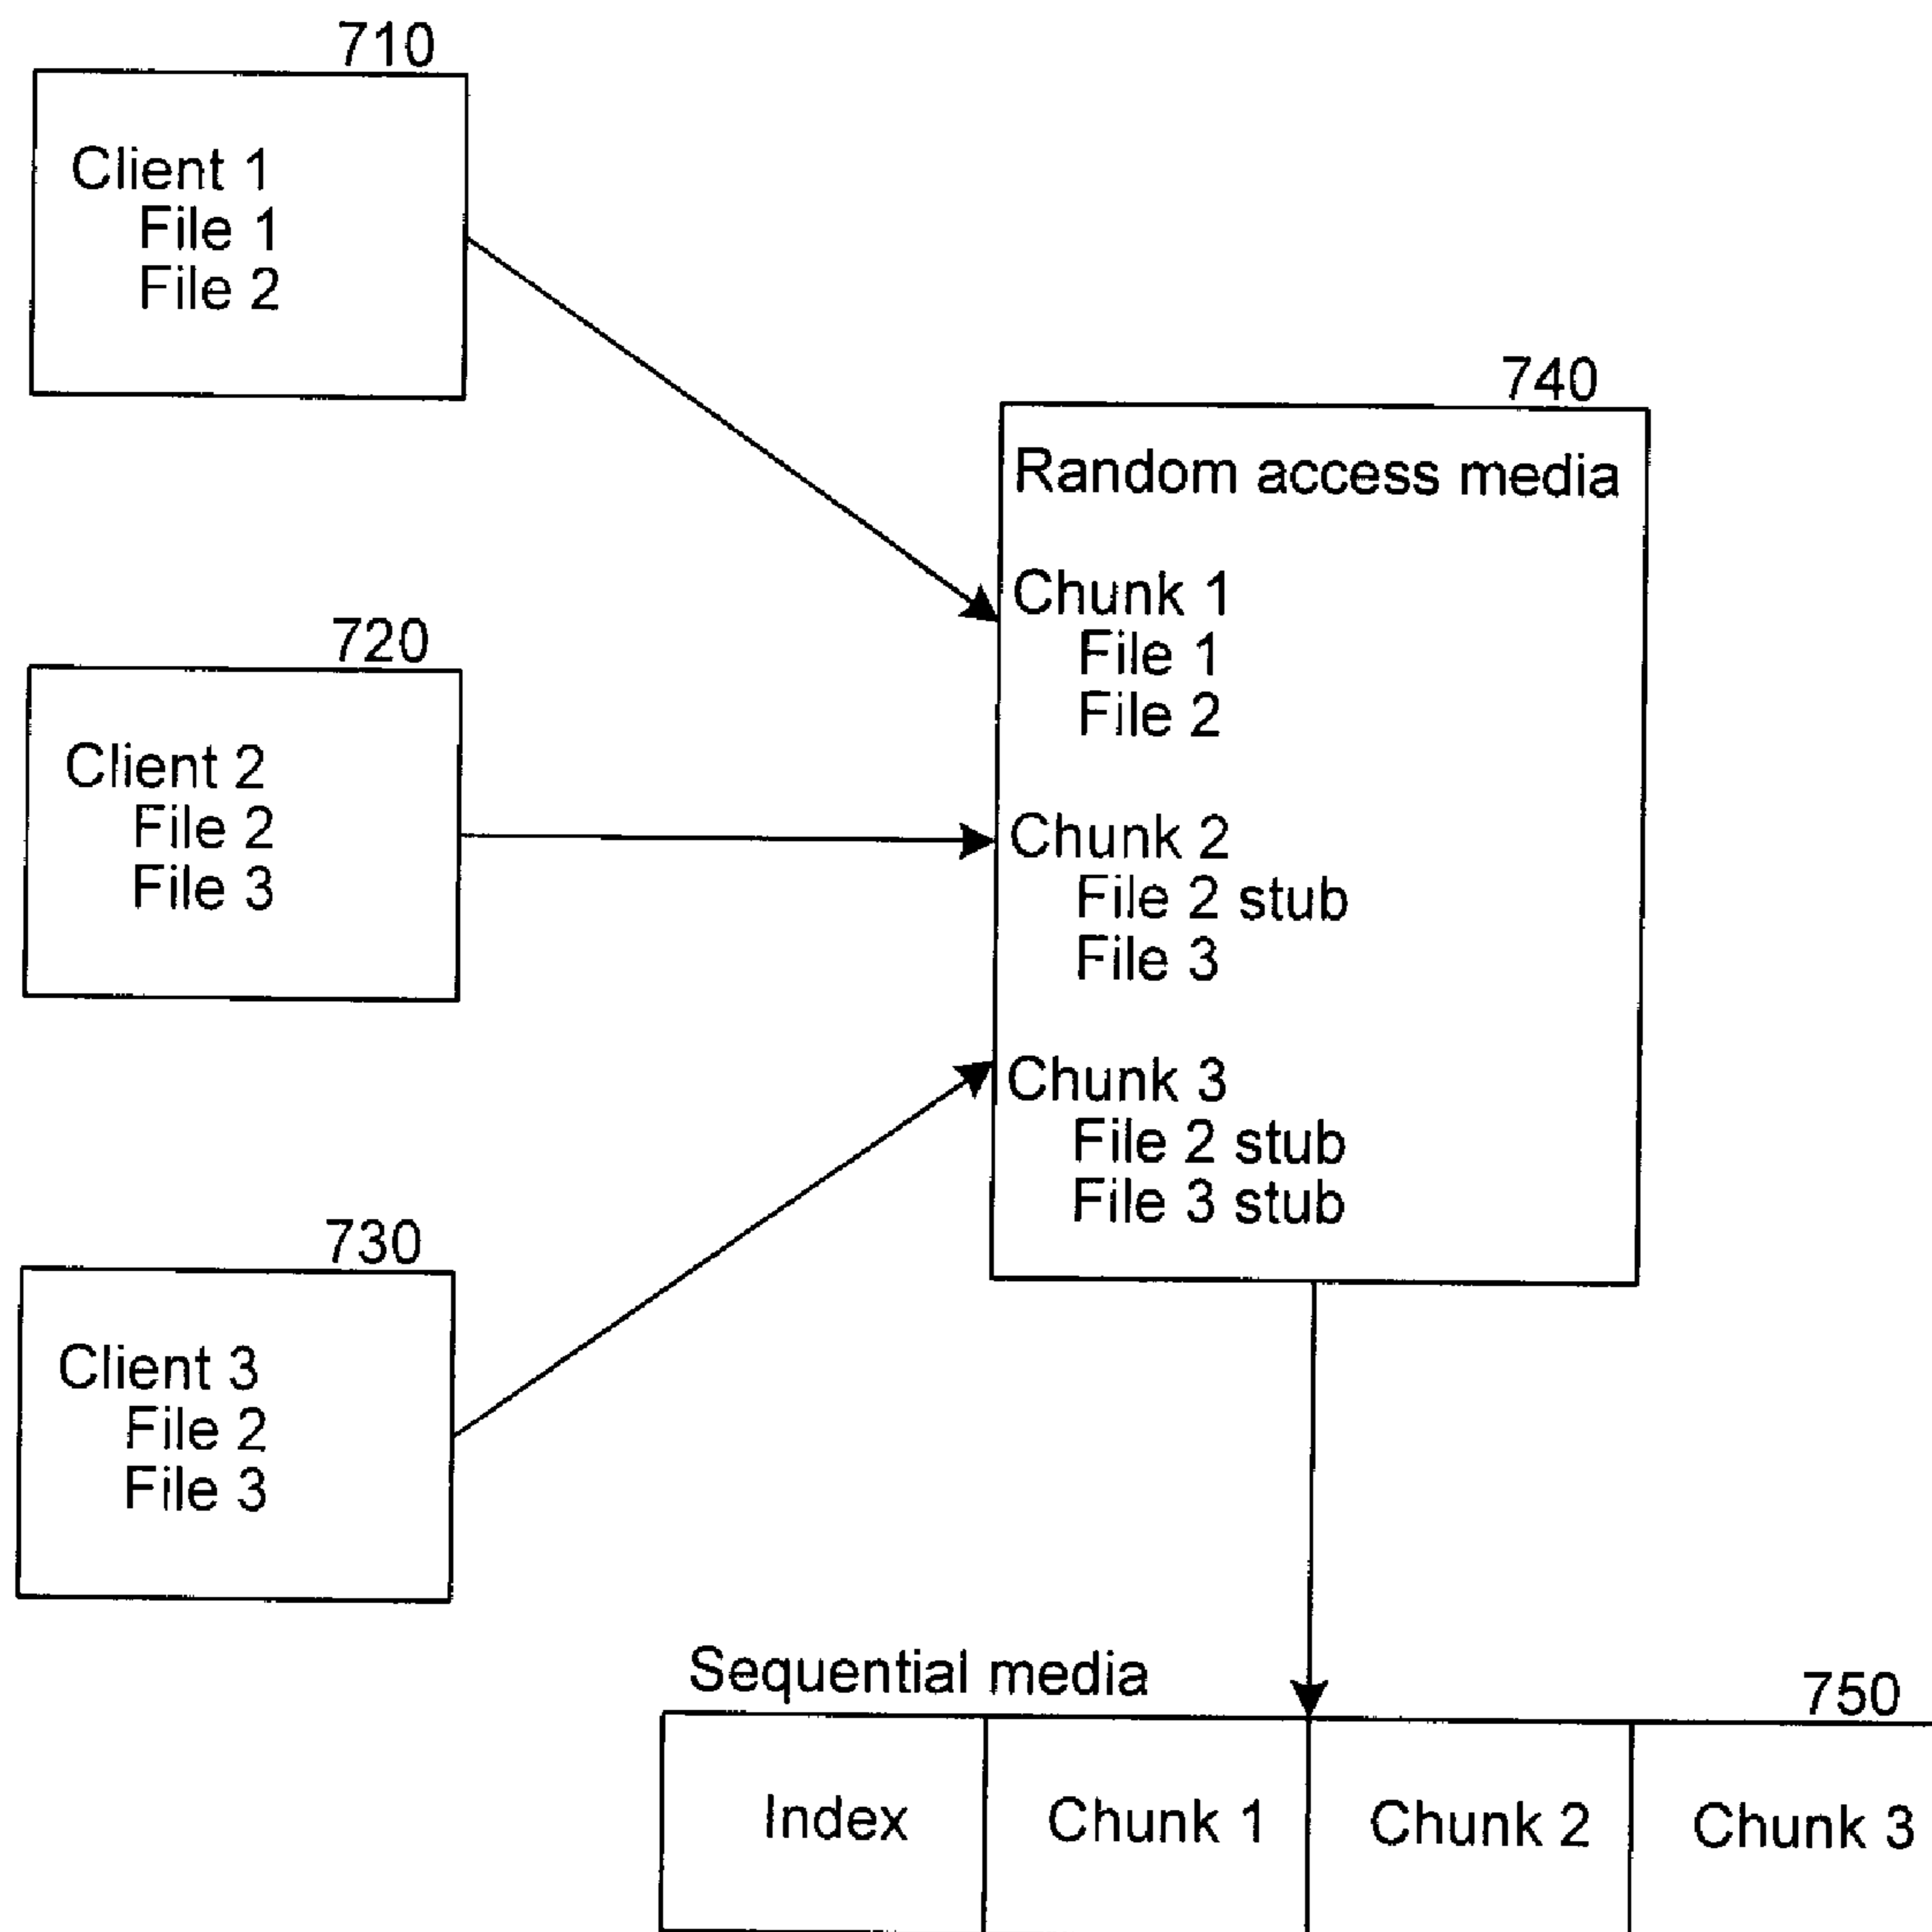 710
Client 1
File 1
File 2
740
Random access media
Chunk 1
File 1
File 2
720
Client 2
File 2
File 3
Chunk 2
File 2 stub
File 3
Chunk 3
File 2 stub
File 3 stub
730
Client 3
File 2
File 3
Sequential media
750
Index
Chunk 1
Chunk 2
Chunk 3